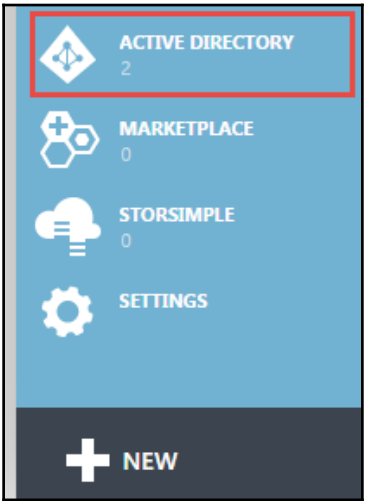 ACTIVE DIRECTORY
2
MARKETPLACE
0
STORSIMPLE
0
SETTINGS
NEW